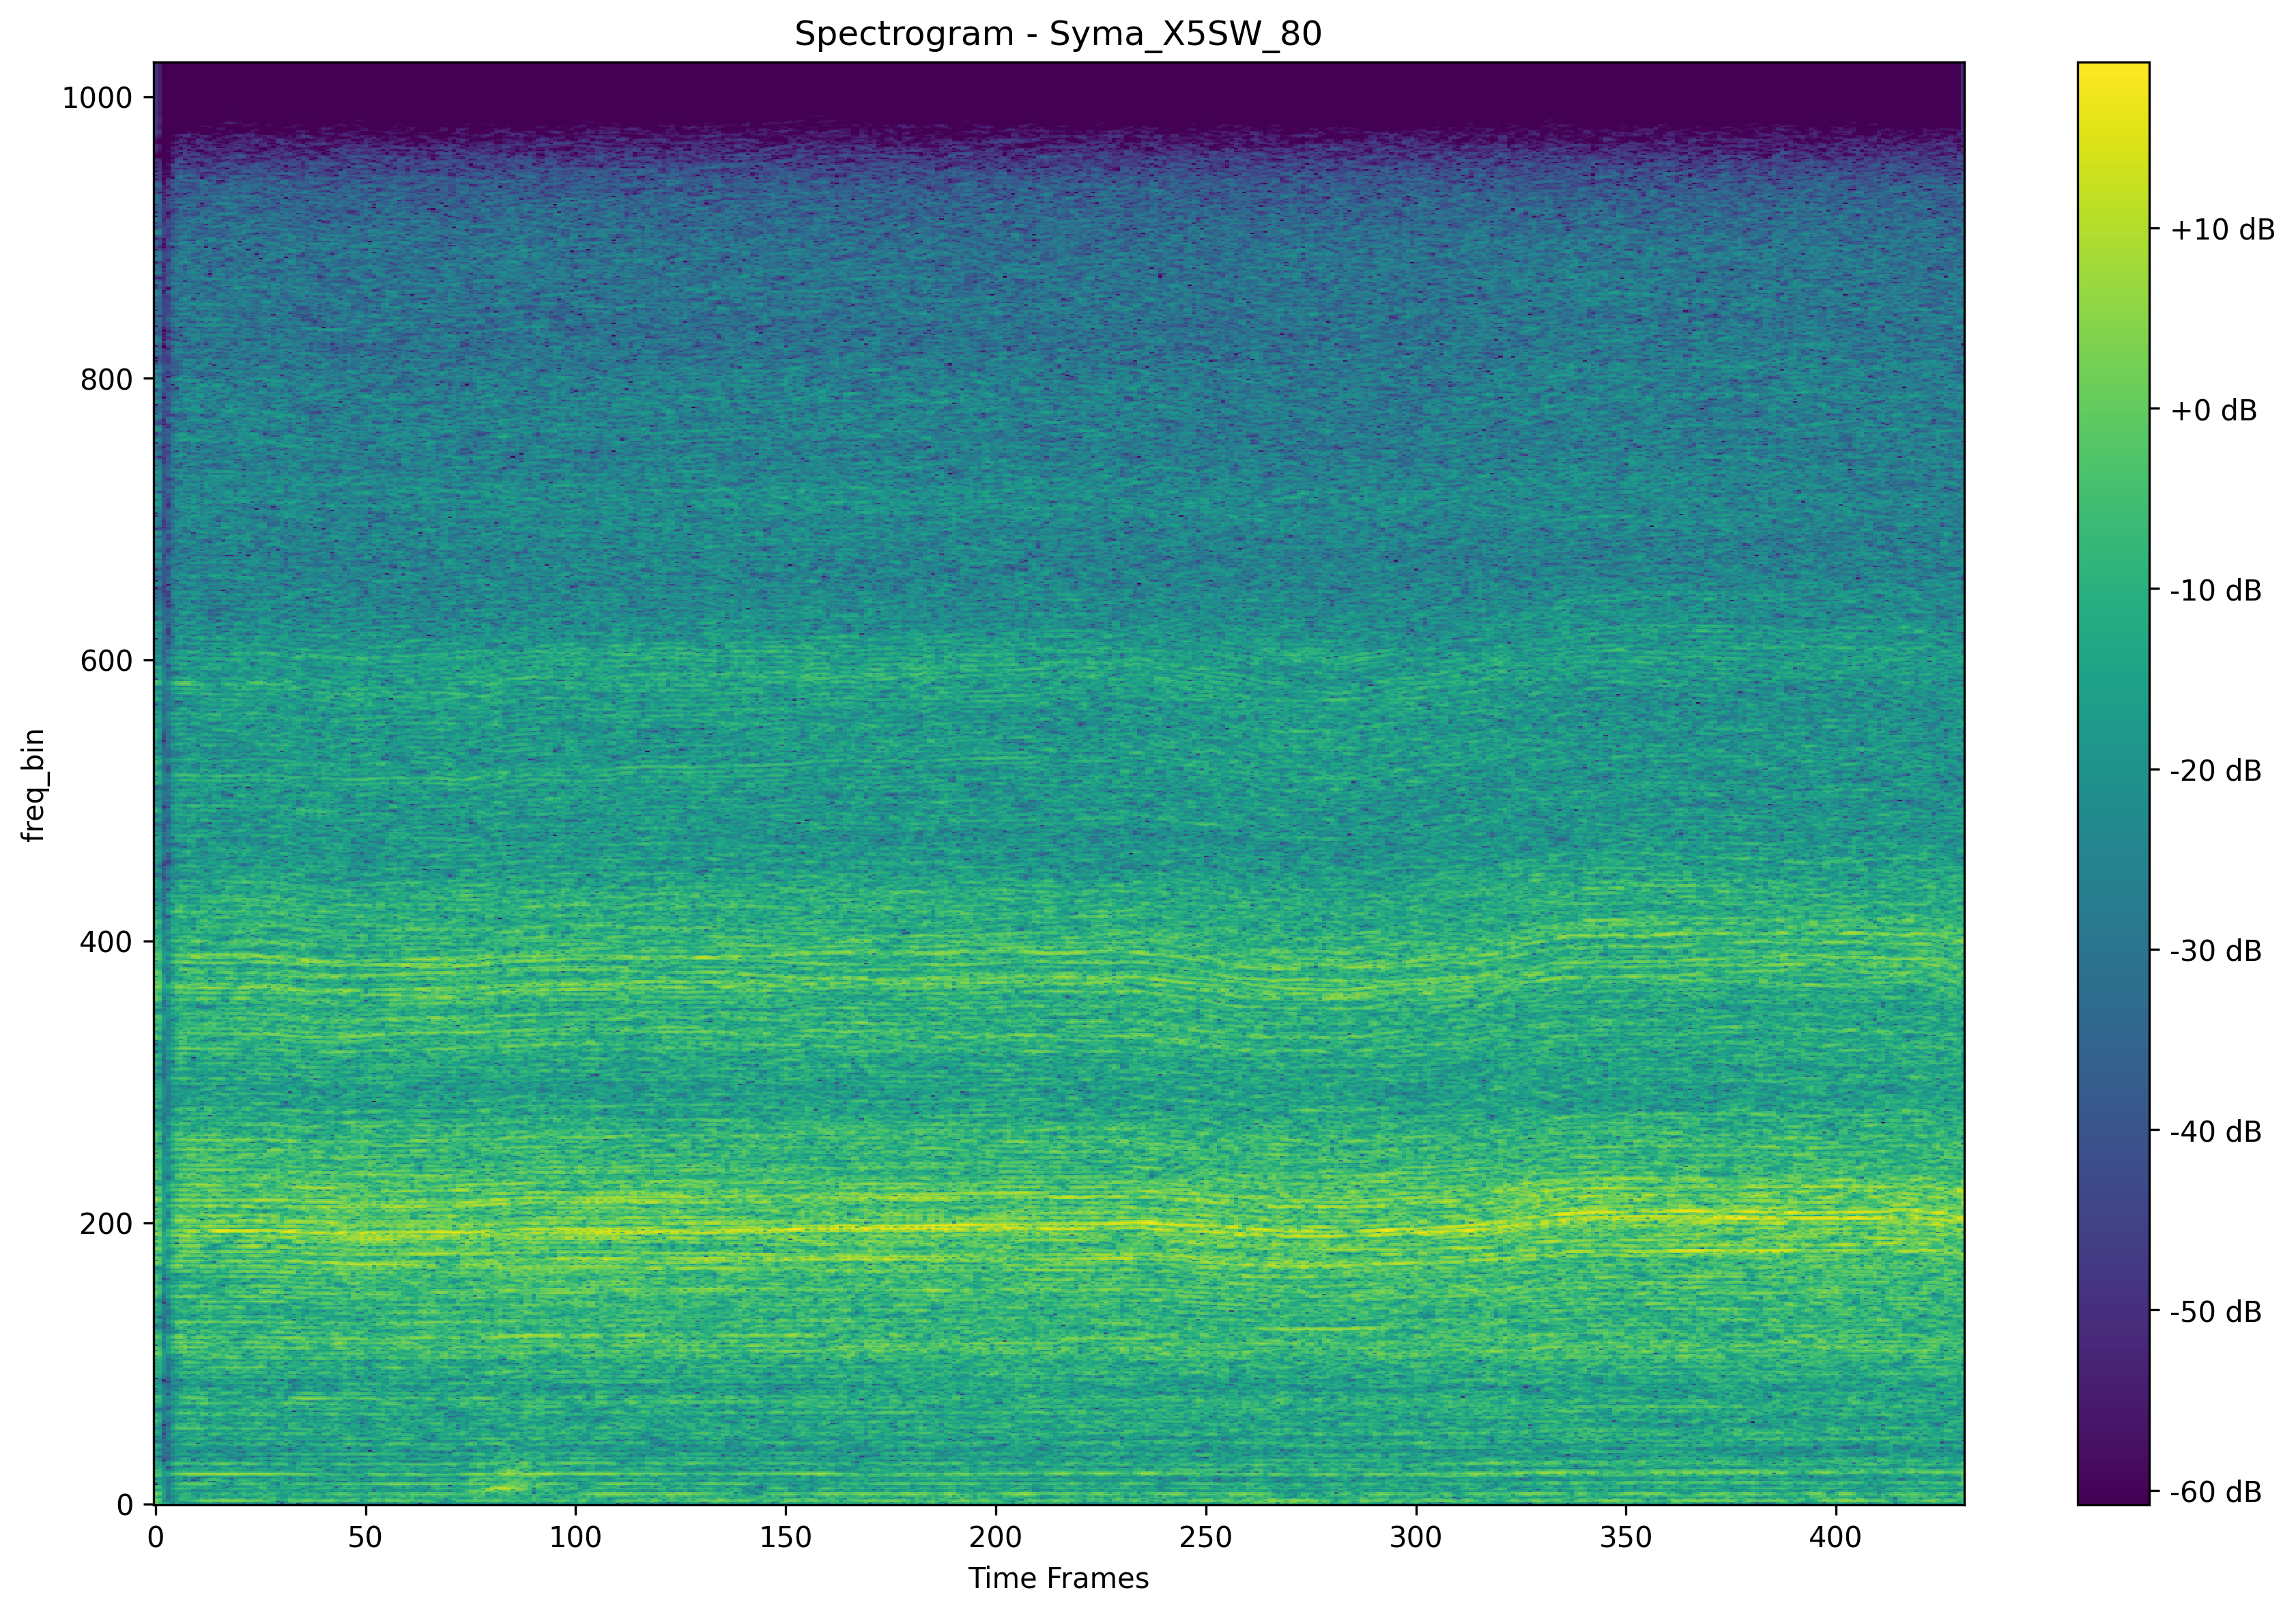 Spectrogram - Syma_X5SW_80
1000
800
600
400
200
0
freq_bin
0 50 100 150 200 250 300 350 400
Time Frames
+10 dB
+0 dB
-10 dB
-20 dB
-30 dB
-40 dB
-50 dB
-60 dB